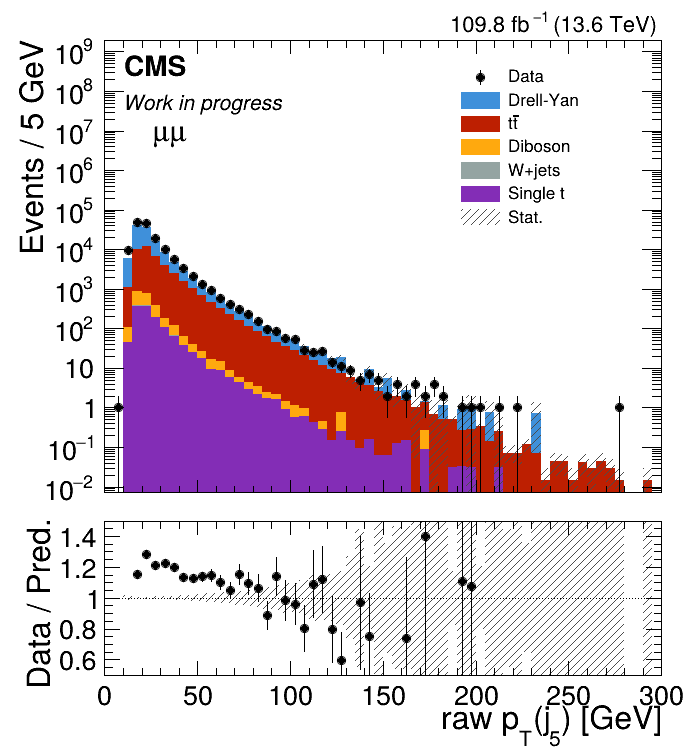 109.8 fb⁻¹ (13.6 TeV)
CMS
Work in progress
μμ
Data
Drell-Yan
tt̄
Diboson
W+jets
Single t
Stat.
Events / 5 GeV
10⁹
10⁸
10⁷
10⁶
10⁵
10⁴
10³
10²
10
1
10⁻¹
10⁻²
Data / Pred.
1.4
1.2
1
0.8
0.6
0 50 100 150 200 250 300
raw p_T(j₅) [GeV]